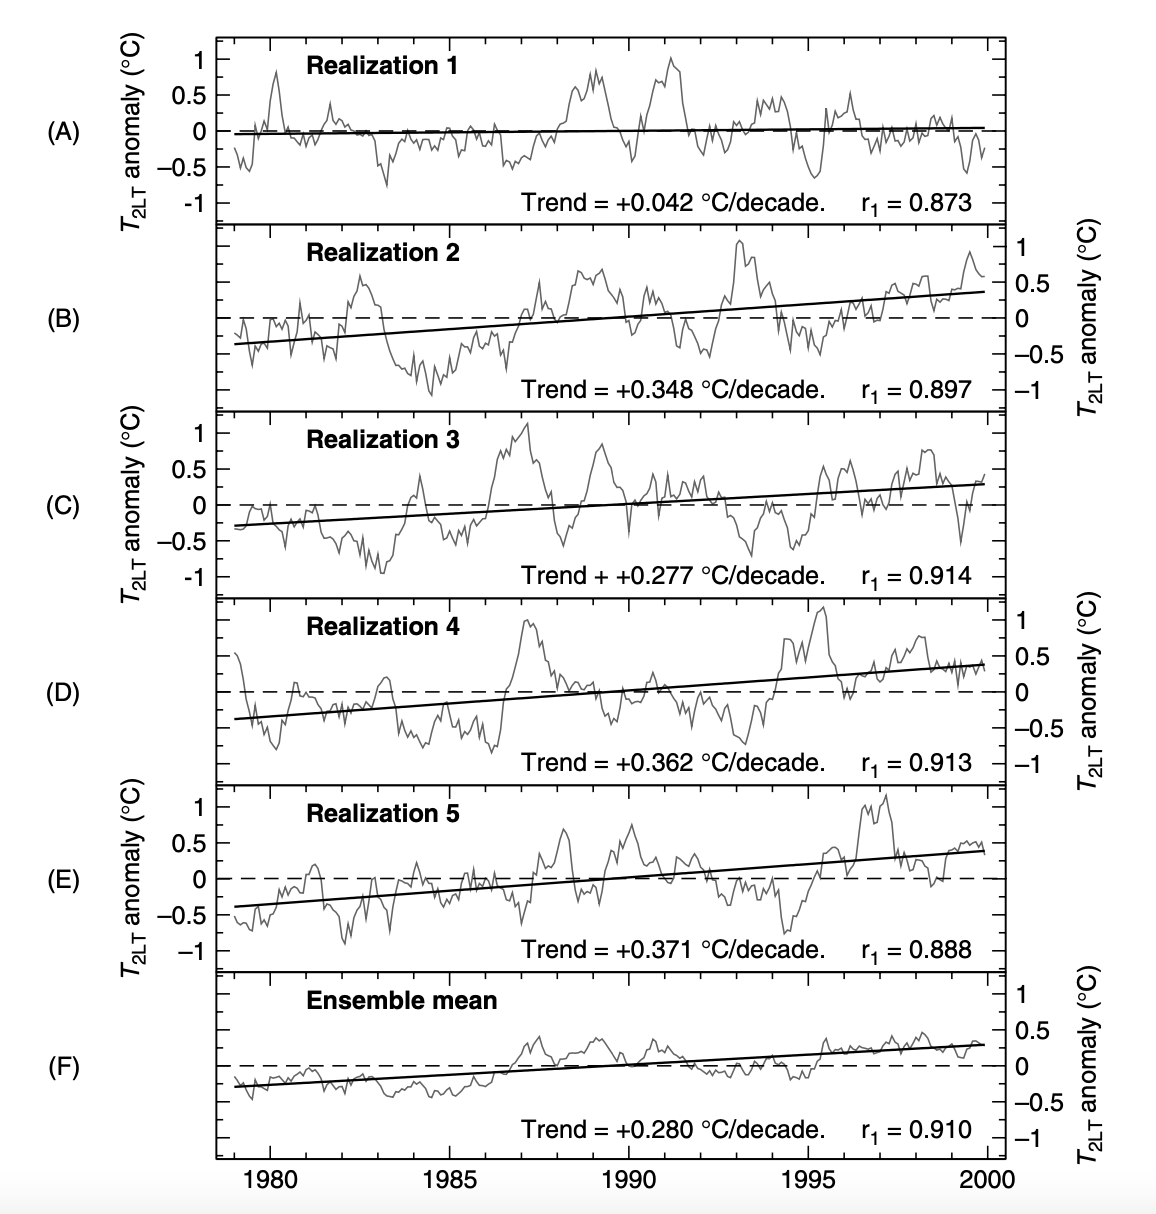 (A)
T2LT anomaly (°C)
1
0.5
0
–0.5
-1
Realization 1
Trend = +0.042 °C/decade. r1 = 0.873
(B)
Realization 2
Trend = +0.348 °C/decade. r1 = 0.897
1
0.5
0
–0.5
–1
T2LT anomaly (°C)
(C)
T2LT anomaly (°C)
1
0.5
0
–0.5
-1
Realization 3
Trend + +0.277 °C/decade. r1 = 0.914
(D)
Realization 4
Trend = +0.362 °C/decade. r1 = 0.913
1
0.5
0
–0.5
–1
T2LT anomaly (°C)
(E)
T2LT anomaly (°C)
1
0.5
0
–0.5
–1
Realization 5
Trend = +0.371 °C/decade. r1 = 0.888
(F)
Ensemble mean
Trend = +0.280 °C/decade. r1 = 0.910
1
0.5
0
–0.5
–1
T2LT anomaly (°C)
1980 1985 1990 1995 2000